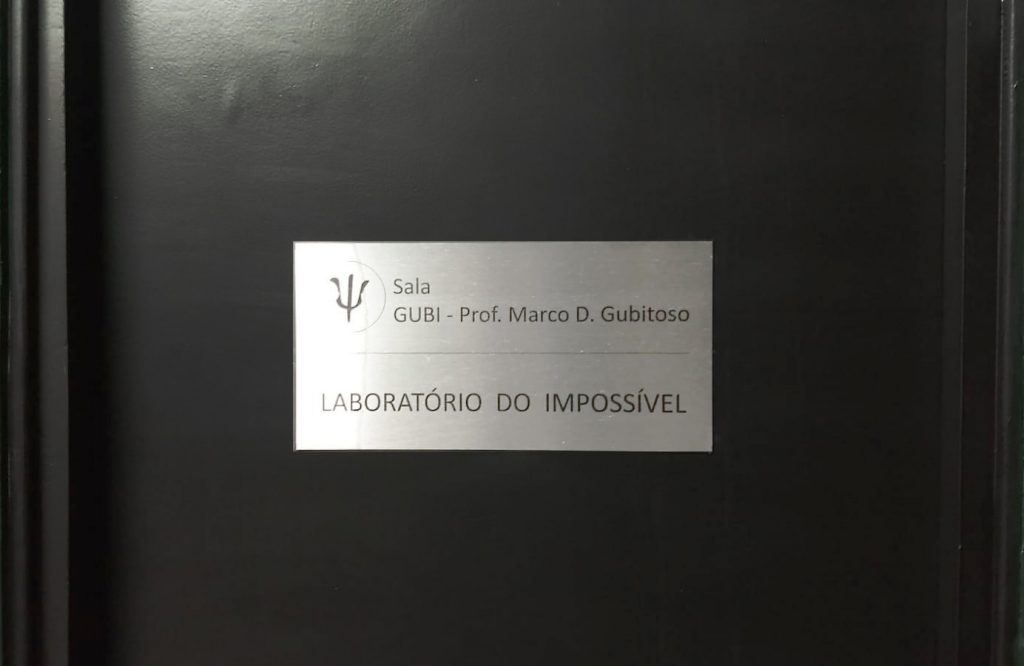 Ψ
Sala
GUBI - Prof. Marco D. Gubitoso
LABORATÓRIO DO IMPOSSÍVEL